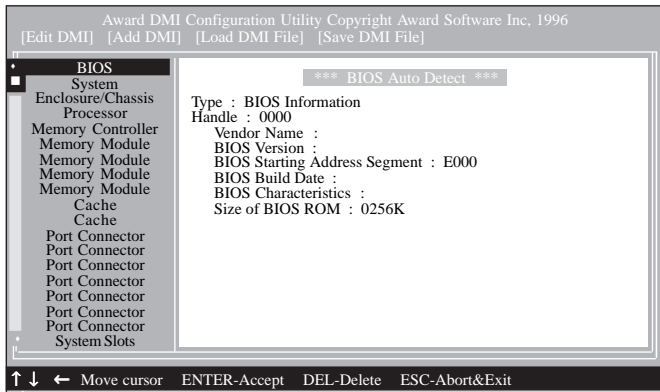 Award DMI Configuration Utility Copyright Award Software Inc, 1996
[Edit DMI] [Add DMI] [Load DMI File] [Save DMI File]
BIOS
System
Enclosure/Chassis
Processor
Memory Controller
Memory Module
Memory Module
Memory Module
Memory Module
Cache
Cache
Port Connector
Port Connector
Port Connector
Port Connector
Port Connector
Port Connector
Port Connector
System Slots
*** BIOS Auto Detect ***
Type : BIOS Information
Handle : 0000
Vendor Name :
BIOS Version :
BIOS Starting Address Segment : E000
BIOS Build Date :
BIOS Characteristics :
Size of BIOS ROM : 0256K
↑↓ ← Move cursor ENTER-Accept DEL-Delete ESC-Abort&Exit